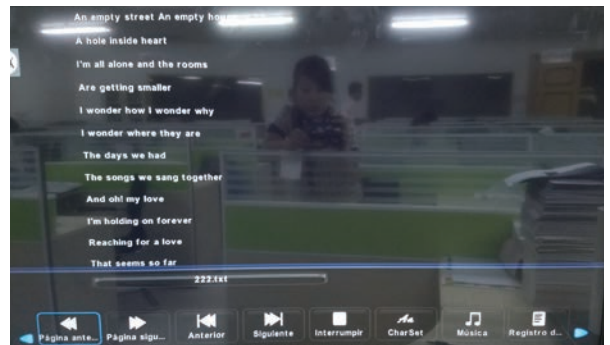 An empty street An empty house
A hole inside heart
I'm all alone and the rooms
Are getting smaller
I wonder how I wonder why
I wonder where they are
The days we had
The songs we sang together
And oh! my love
I'm holding on forever
Reaching for a love
That seems so far
222.txt
Página ante... Página sigu... Anterior Siguiente Interrumpir CharSet Música Registro d...